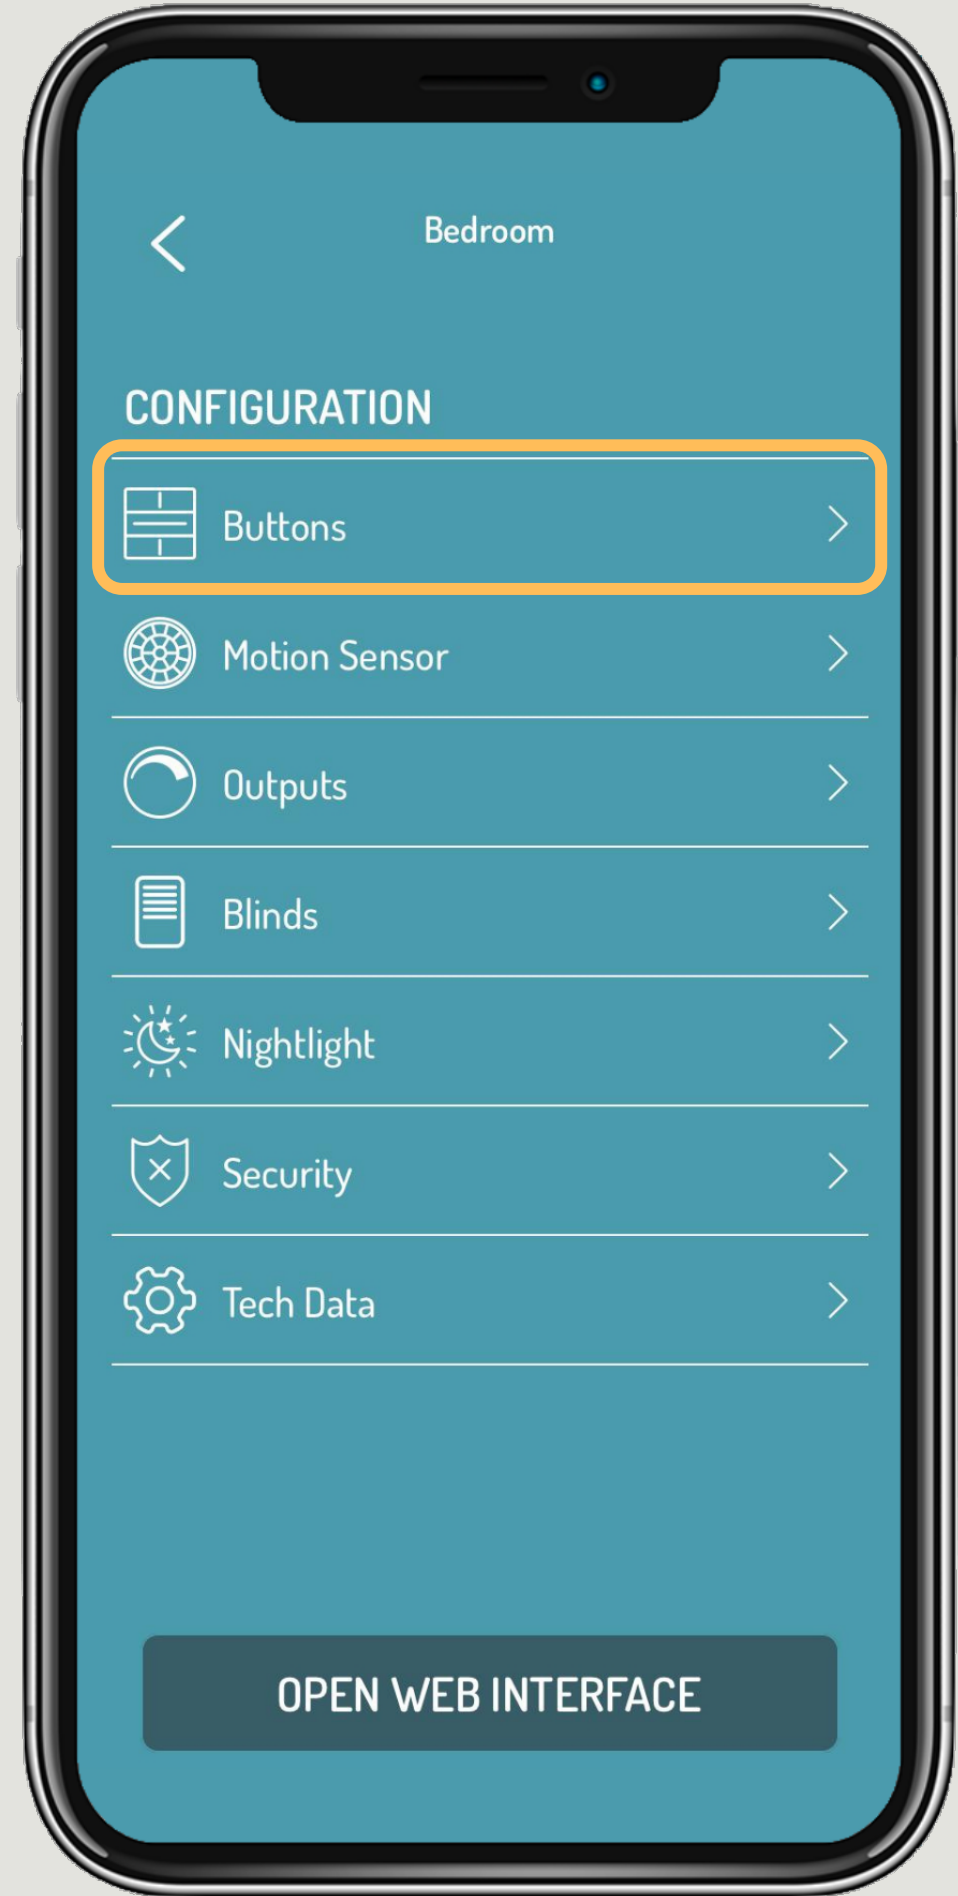 Bedroom
CONFIGURATION
Buttons
Motion Sensor
Outputs
Blinds
Nightlight
Security
Tech Data
OPEN WEB INTERFACE